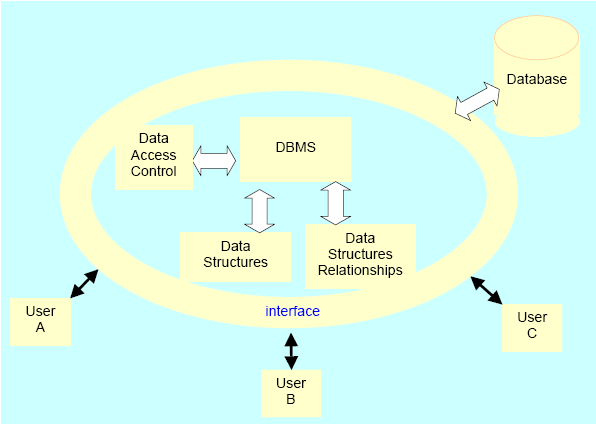 Database
Data
Access
Control
DBMS
Data
Structures
Data
Structures
Relationships
interface
User
A
User
B
User
C